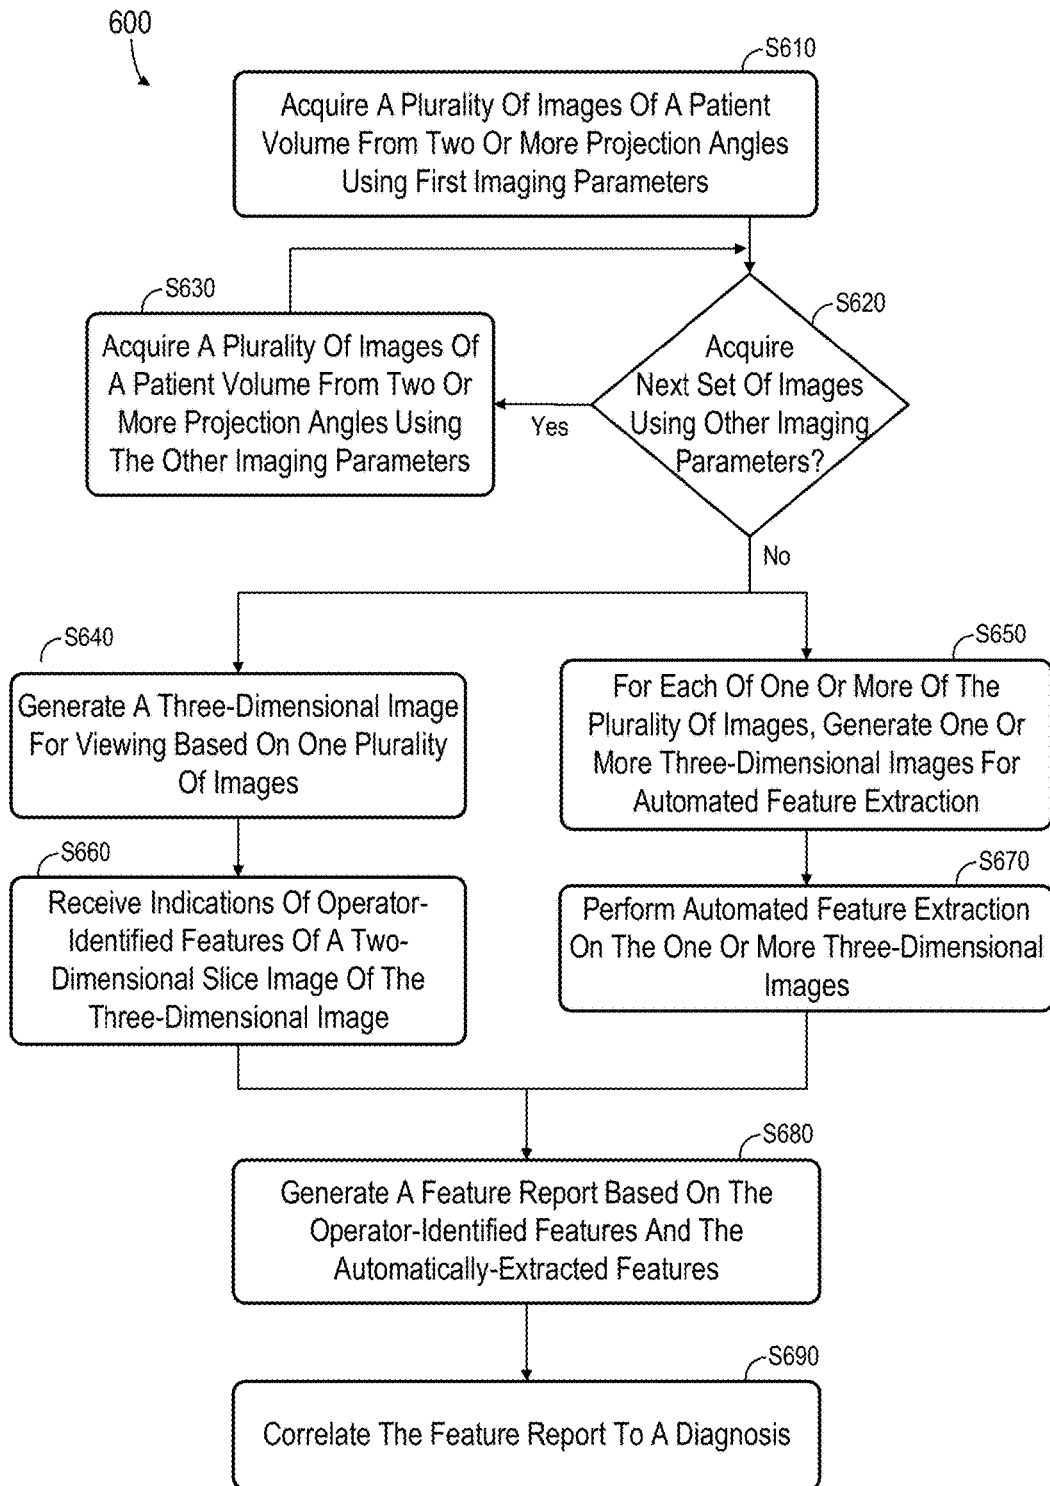 600
S610
Acquire A Plurality Of Images Of A Patient
Volume From Two Or More Projection Angles
Using First Imaging Parameters
S630
Acquire A Plurality Of Images Of
A Patient Volume From Two Or
More Projection Angles Using
The Other Imaging Parameters
S620
Acquire
Next Set Of Images
Using Other Imaging
Parameters?
Yes
No
S640
Generate A Three-Dimensional Image
For Viewing Based On One Plurality
Of Images
S650
For Each Of One Or More Of The
Plurality Of Images, Generate One Or
More Three-Dimensional Images For
Automated Feature Extraction
S660
Receive Indications Of Operator-
Identified Features Of A Two-
Dimensional Slice Image Of The
Three-Dimensional Image
S670
Perform Automated Feature Extraction
On The One Or More Three-Dimensional
Images
S680
Generate A Feature Report Based On The
Operator-Identified Features And The
Automatically-Extracted Features
S690
Correlate The Feature Report To A Diagnosis